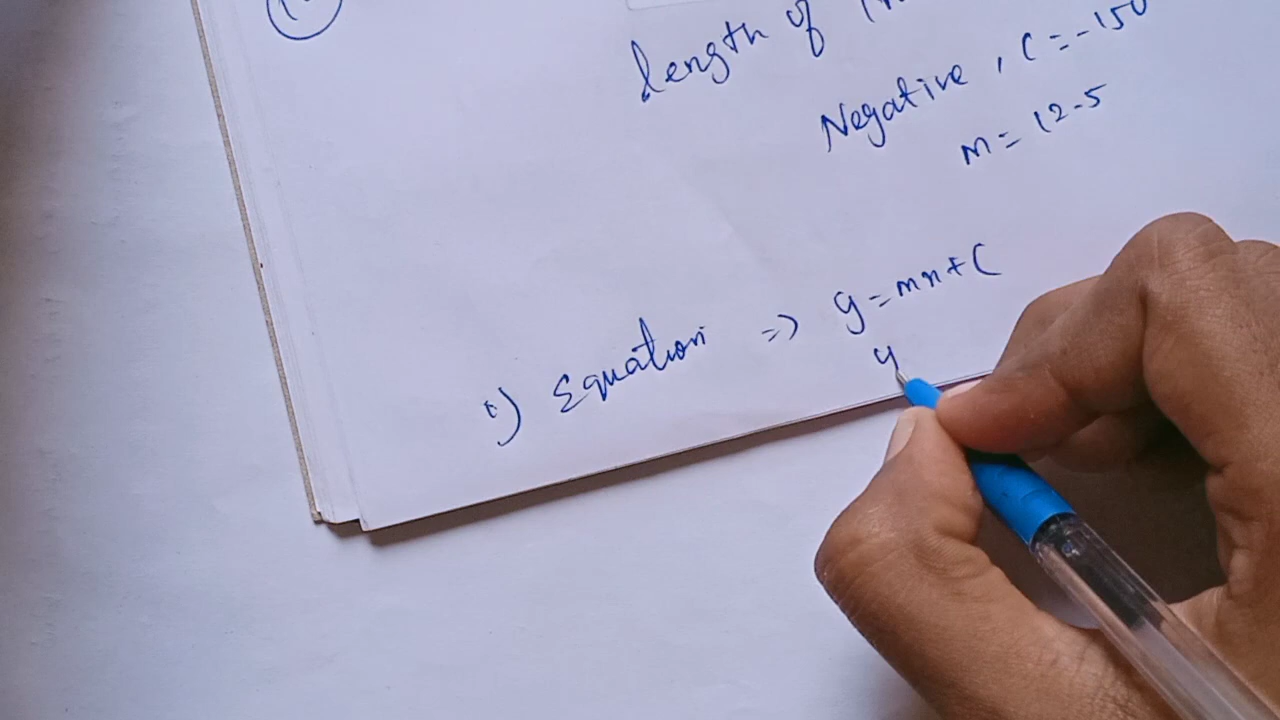 length of
Negative, C = -150
m = 12.5
i) Equation => y = mx + C
y